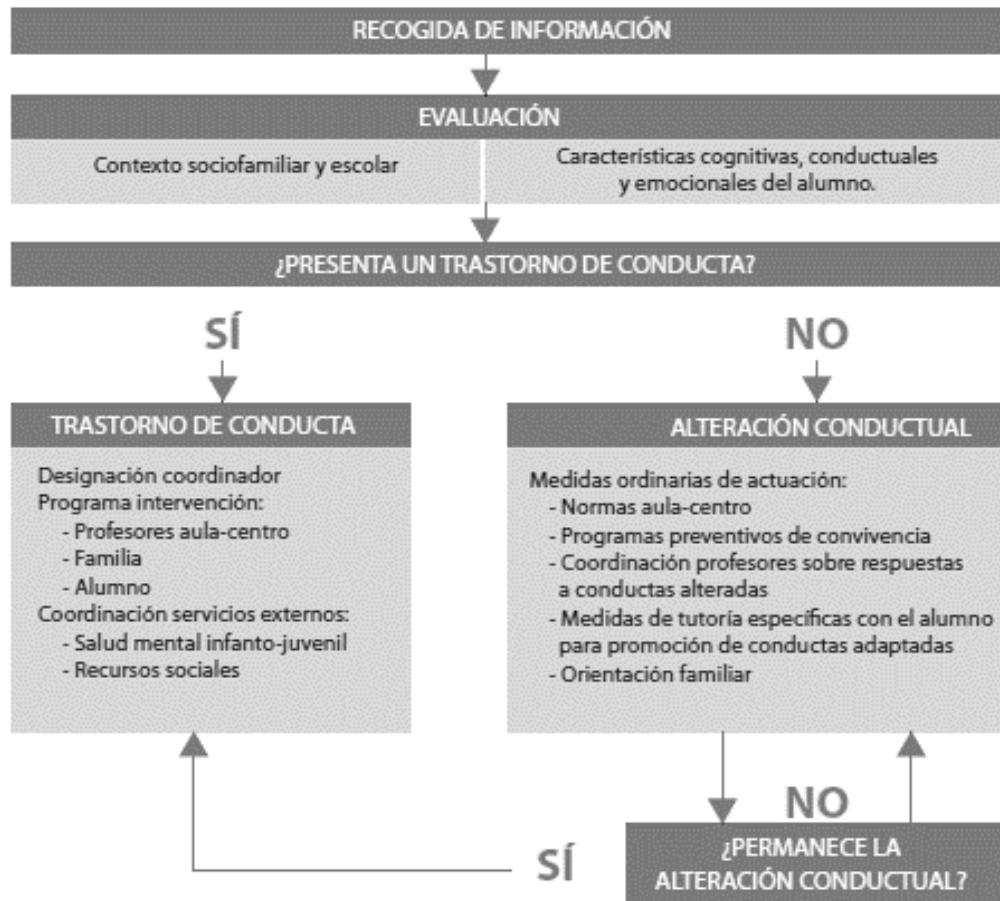 RECOGIDA DE INFORMACIÓN
EVALUACIÓN
Contexto sociofamiliar y escolar
Características cognitivas, conductuales
y emocionales del alumno.
¿PRESENTA UN TRASTORNO DE CONDUCTA?
SÍ
NO
TRASTORNO DE CONDUCTA
Designación coordinador
Programa intervención:
- Profesores aula-centro
- Familia
- Alumno
Coordinación servicios externos:
- Salud mental infanto-juvenil
- Recursos sociales
ALTERACIÓN CONDUCTUAL
Medidas ordinarias de actuación:
- Normas aula-centro
- Programas preventivos de convivencia
- Coordinación profesores sobre respuestas
a conductas alteradas
- Medidas de tutoría específicas con el alumno
para promoción de conductas adaptadas
- Orientación familiar
NO
SÍ
¿PERMANECE LA
ALTERACIÓN CONDUCTUAL?